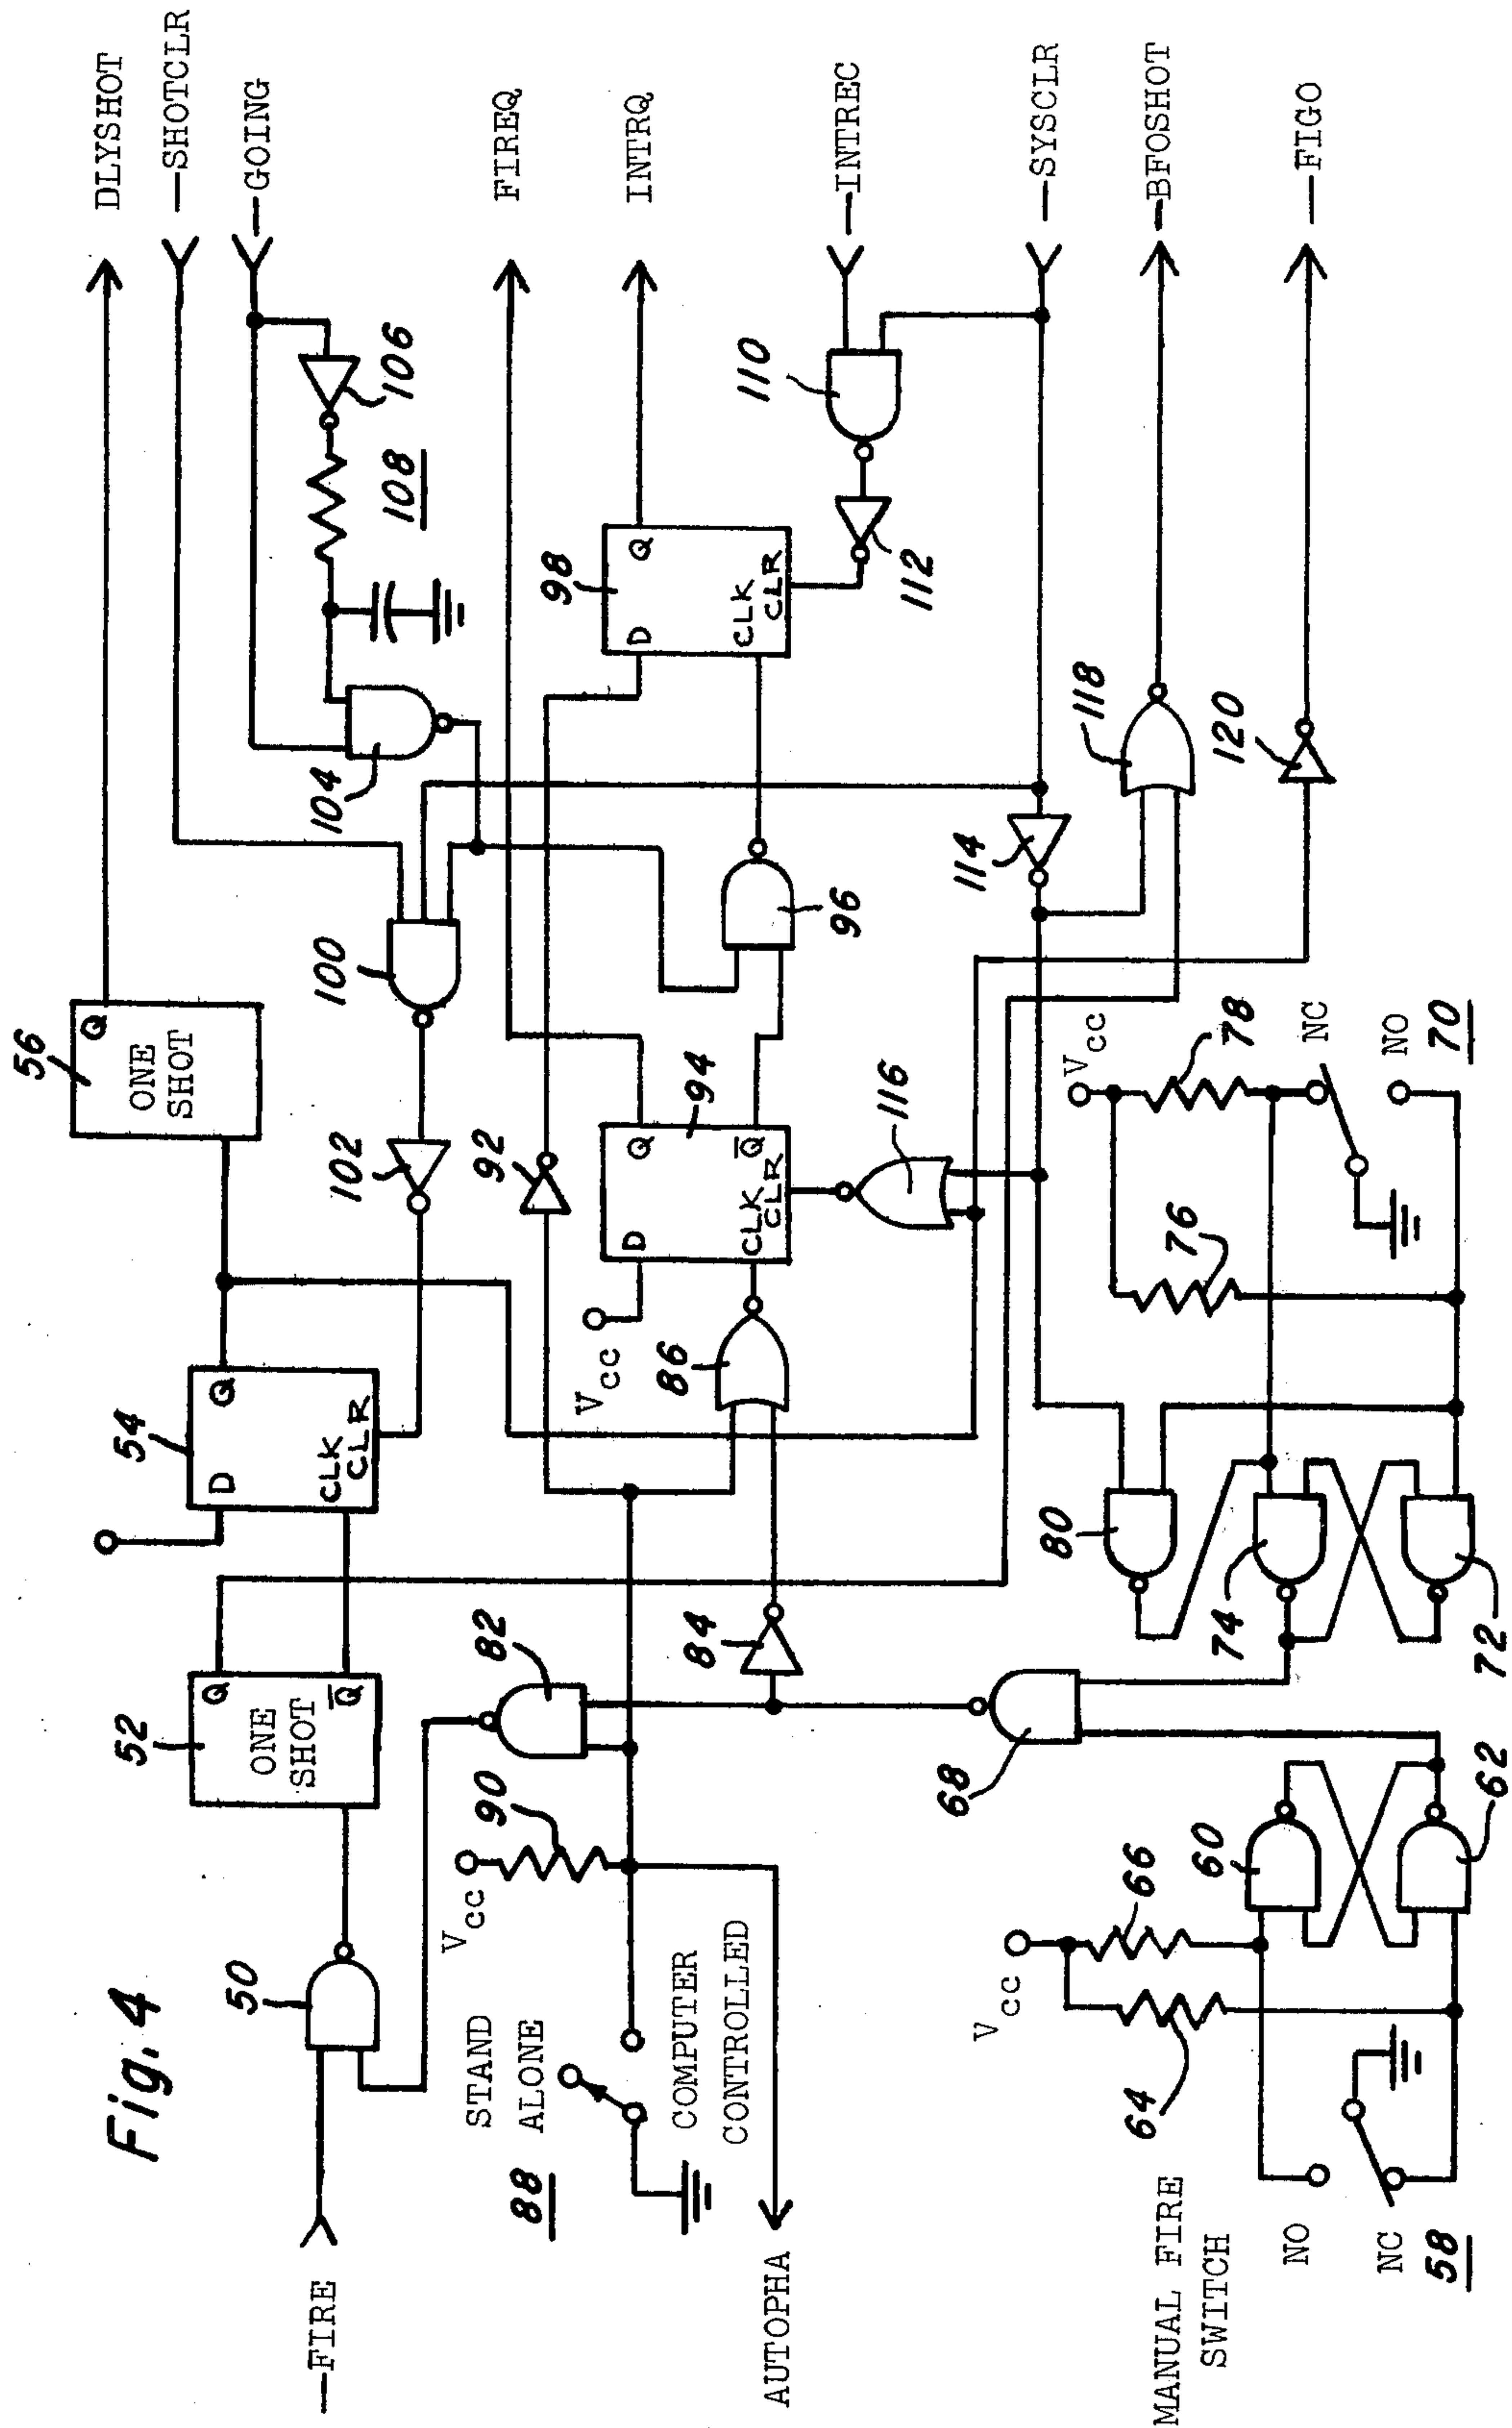 Fig. 4
—FIRE
50
52
ONE
SHOT
Q
Q̅
54
D
Q
CLK
CLR
56
ONE
SHOT
Q
DLYSHOT
—SHOTCLR
—GOING
106
108
104
100
102
FIREQ
INTRQ
98
D
Q
CLK
CLR
—INTREC
110
112
—SYSCLR
—BFOSHOT
—FIGO
STAND
ALONE
88
COMPUTER
CONTROLLED
AUTOPHA
Vcc
90
82
84
86
92
Vcc
94
D
Q
Q̅
CLK
CLR
96
116
114
118
120
MANUAL FIRE
SWITCH
NO
NC
58
Vcc
64
66
60
62
68
80
74
72
76
Vcc
78
NC
NO
70